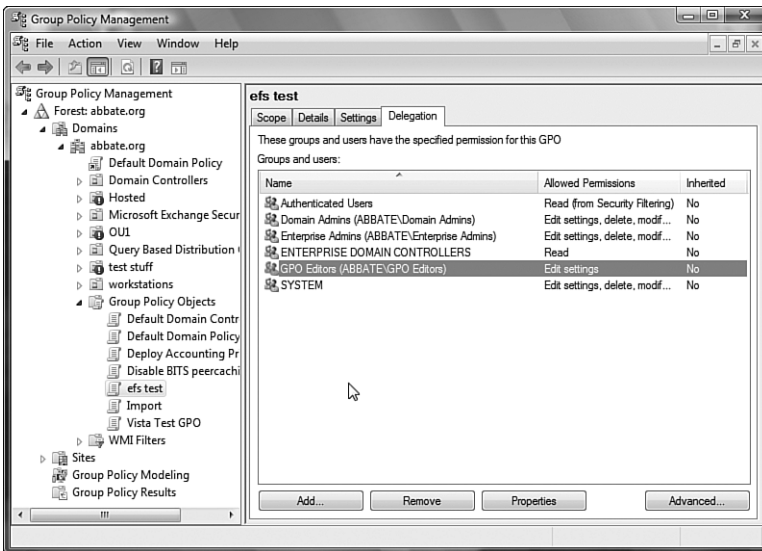 Group Policy Management
File Action View Window Help
Group Policy Management
Forest: abbate.org
Domains
abbate.org
Default Domain Policy
Domain Controllers
Hosted
Microsoft Exchange Secur
OU1
Query Based Distribution
test stuff
workstations
Group Policy Objects
Default Domain Contr
Default Domain Policy
Deploy Accounting Pr
Disable BITS peercachi
efs test
Import
Vista Test GPO
WMI Filters
Sites
Group Policy Modeling
Group Policy Results
efs test
Scope Details Settings Delegation
These groups and users have the specified permission for this GPO
Groups and users:
Name Allowed Permissions Inherited
Authenticated Users Read (from Security Filtering) No
Domain Admins (ABBATE\Domain Admins) Edit settings, delete, modif... No
Enterprise Admins (ABBATE\Enterprise Admins) Edit settings, delete, modif... No
ENTERPRISE DOMAIN CONTROLLERS Read No
GPO Editors (ABBATE\GPO Editors) Edit settings No
SYSTEM Edit settings, delete, modif... No
Add... Remove Properties Advanced...